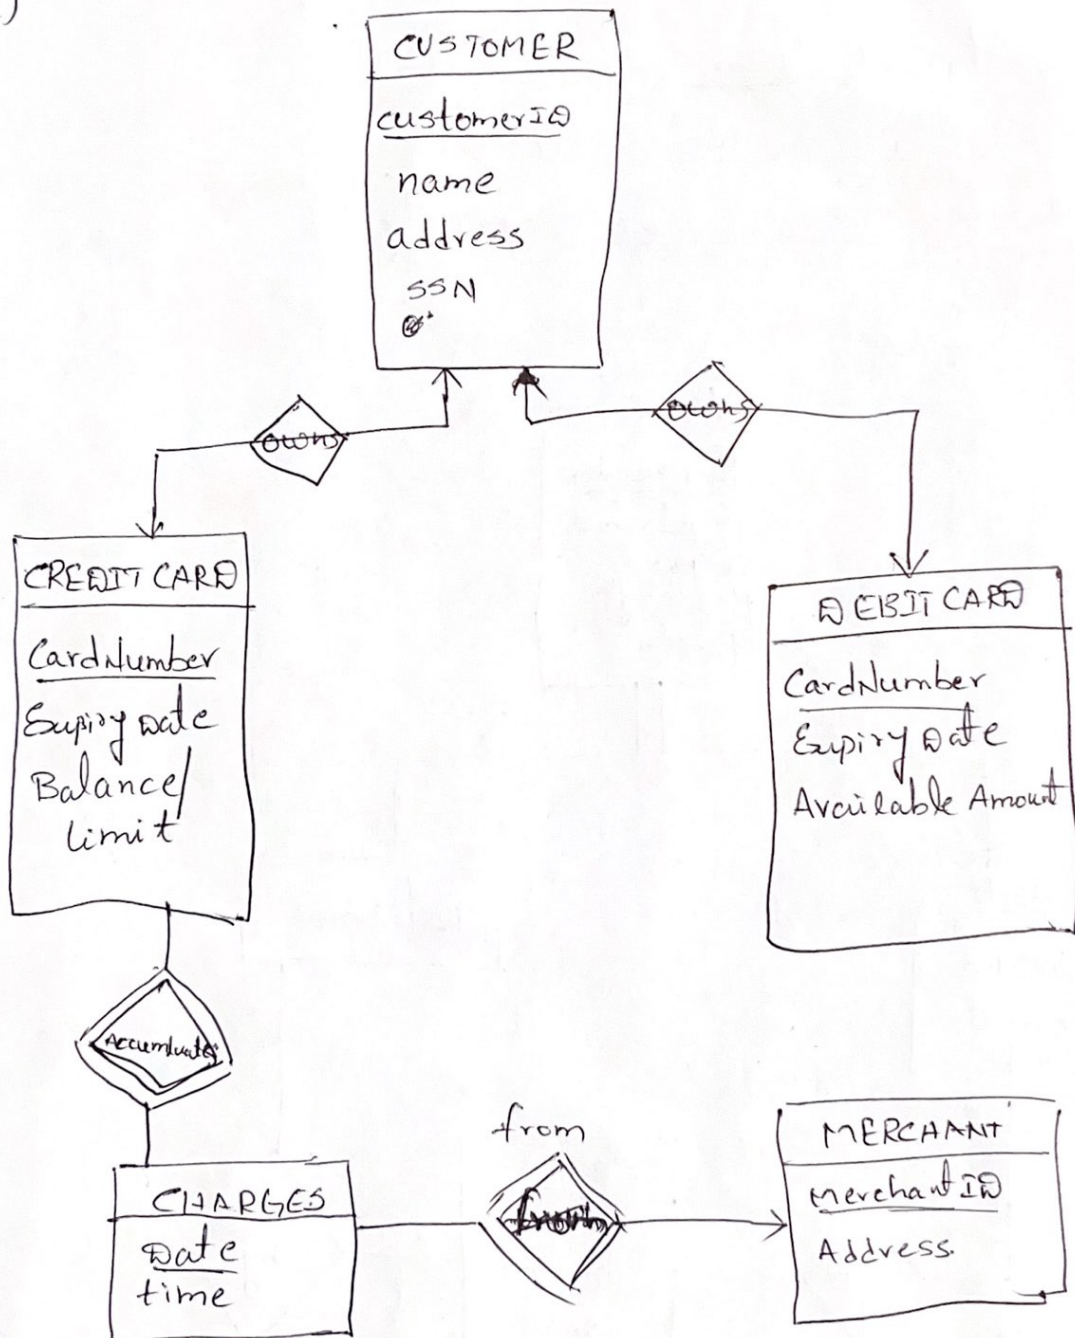 )
CUSTOMER
customerID
name
address
SSN
owns
owns
CREDIT CARD
CardNumber
Expiry Date
Balance/
limit
DEBIT CARD
CardNumber
Expiry Date
Available Amount
from
MERCHANT
MerchantID
Address.
CHARGES
Date
time